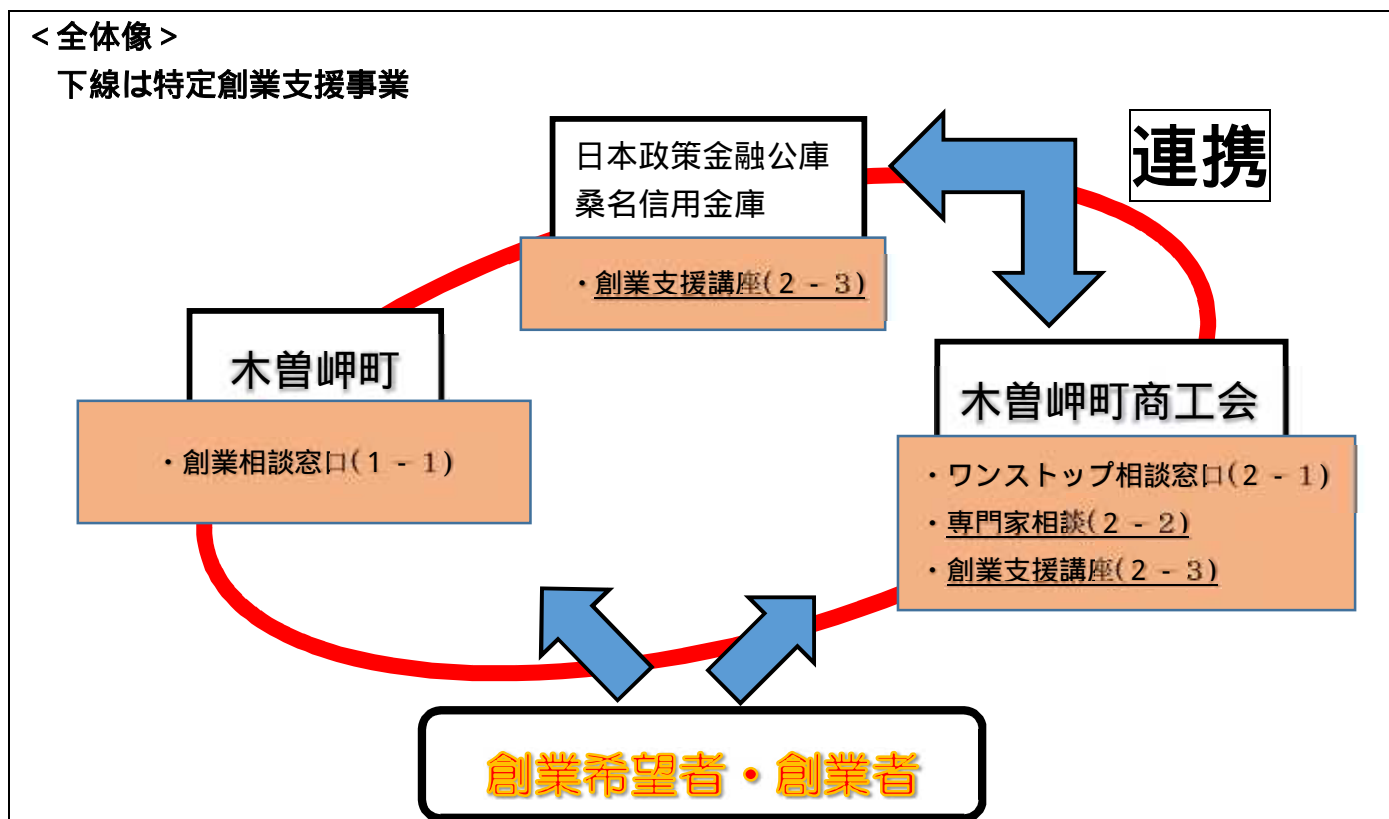 ＜全体像＞
下線は特定創業支援事業
連携
日本政策金融公庫
桑名信用金庫
・創業支援講座(2 - 3)
木曽岬町
・創業相談窓口(1 - 1)
木曽岬町商工会
・ワンストップ相談窓口(2 - 1)
・専門家相談(2 - 2)
・創業支援講座(2 - 3)
創業希望者・創業者